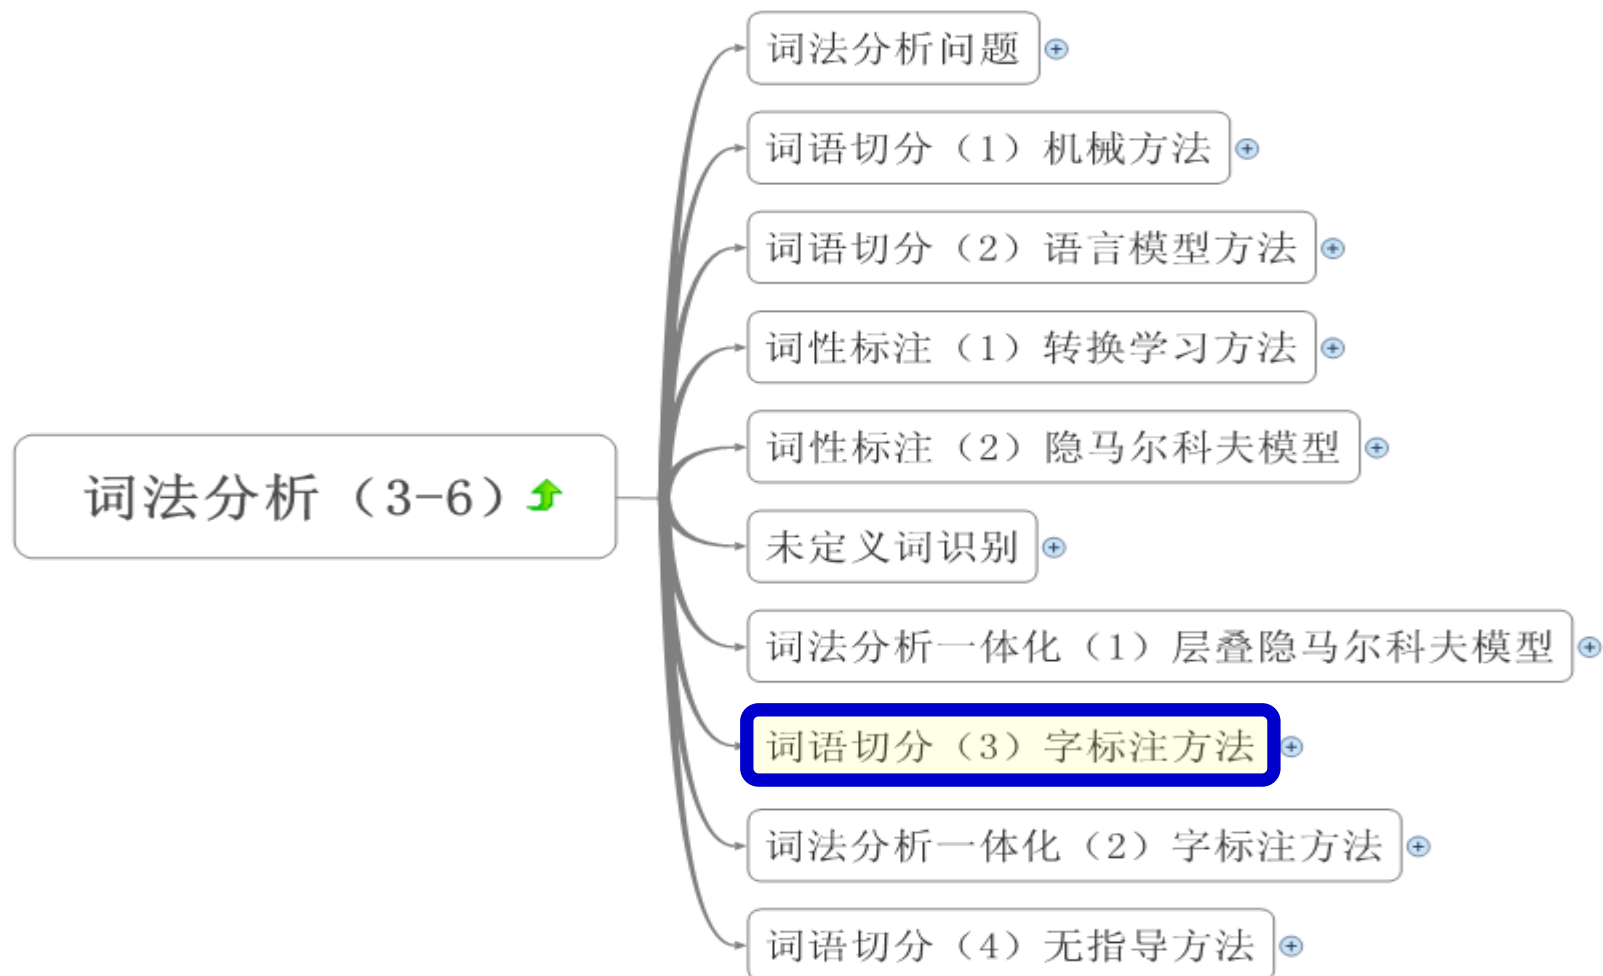 词法分析问题
词语切分（1）机械方法
词语切分（2）语言模型方法
词性标注（1）转换学习方法
词性标注（2）隐马尔科夫模型
词法分析（3-6）
未定义词识别
词法分析一体化（1）层叠隐马尔科夫模型
词语切分（3）字标注方法
词法分析一体化（2）字标注方法
词语切分（4）无指导方法